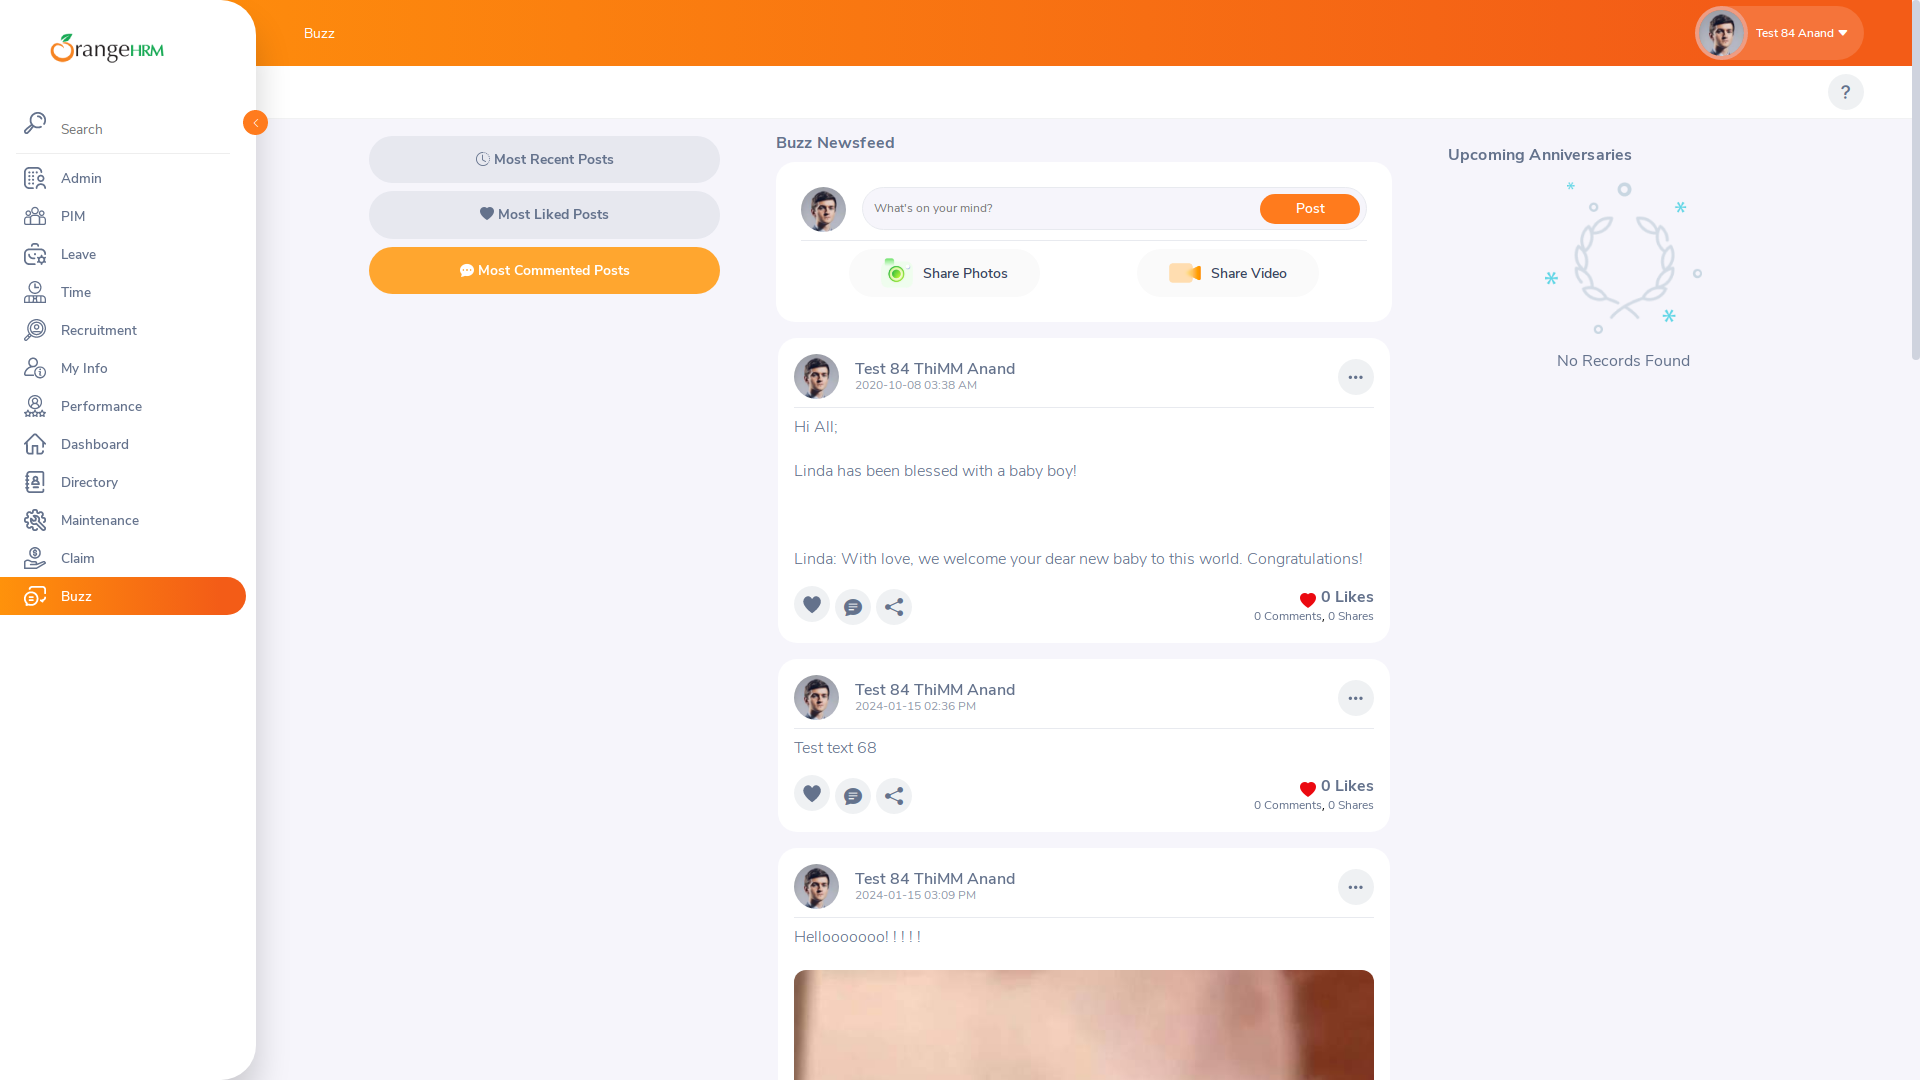 OrangeHRM
Search
Admin
PIM
Leave
Time
Recruitment
My Info
Performance
Dashboard
Directory
Maintenance
Claim
Buzz
Buzz
Test 84 Anand
?
Most Recent Posts
Most Liked Posts
Most Commented Posts
Buzz Newsfeed
What's on your mind?
Post
Share Photos
Share Video
Test 84 ThiMM Anand
2020-10-08 03:38 AM
Hi All;
Linda has been blessed with a baby boy!
Linda: With love, we welcome your dear new baby to this world. Congratulations!
0 Likes
0 Comments, 0 Shares
Test 84 ThiMM Anand
2024-01-15 02:36 PM
Test text 68
0 Likes
0 Comments, 0 Shares
Test 84 ThiMM Anand
2024-01-15 03:09 PM
Hellooooooo! ! ! ! !
Upcoming Anniversaries
No Records Found